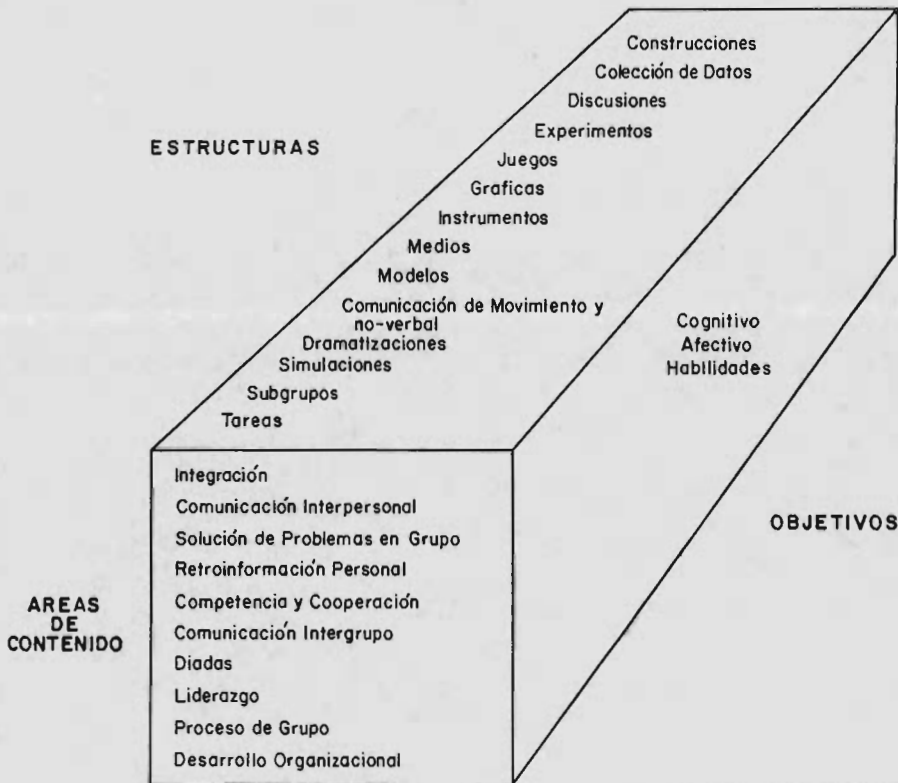 ESTRUCTURAS
Construcciones
Colección de Datos
Discusiones
Experimentos
Juegos
Graficas
Instrumentos
Medios
Modelos
Comunicación de Movimiento y
no-verbal
Dramatizaciones
Simulaciones
Subgrupos
Tareas
Cognitivo
Afectivo
Habilidades
OBJETIVOS
AREAS
DE
CONTENIDO
Integración
Comunicación Interpersonal
Solución de Problemas en Grupo
Retroinformación Personal
Competencia y Cooperación
Comunicación Intergrupo
Diadas
Liderazgo
Proceso de Grupo
Desarrollo Organizacional